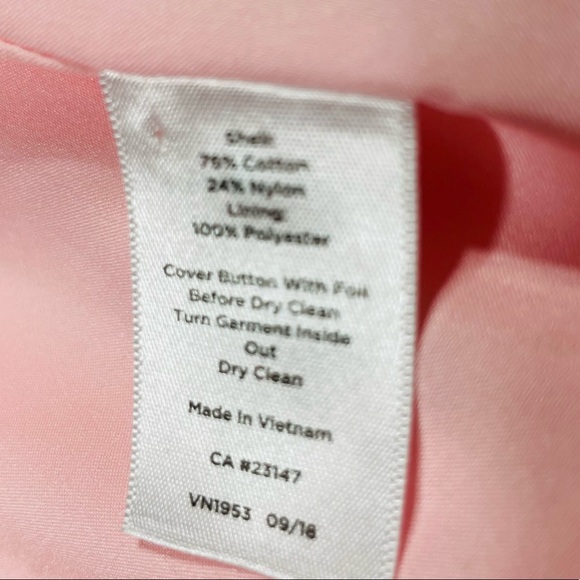 Shell:
76% Cotton
24% Nylon
Lining:
100% Polyester
Cover Button With Foil
Before Dry Clean
Turn Garment Inside
Out
Dry Clean
Made in Vietnam
CA #23147
VN1953 09/18